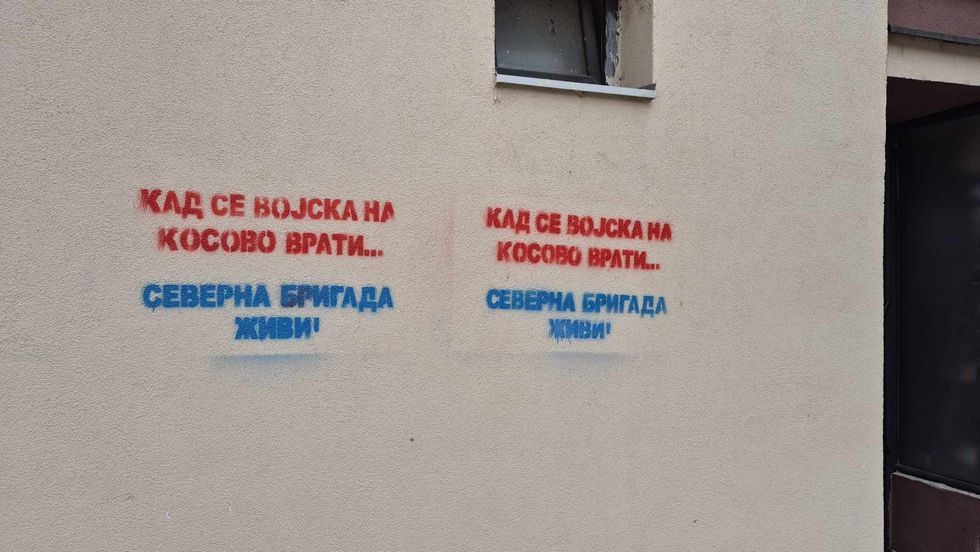 КАД СЕ ВОЈСКА НА
КОСОВО ВРАТИ...
СЕВЕРНА БРИГАДА
ЖИВИ!
КАД СЕ ВОЈСКА НА
КОСОВО ВРАТИ...
СЕВЕРНА БРИГАДА
ЖИВИ!